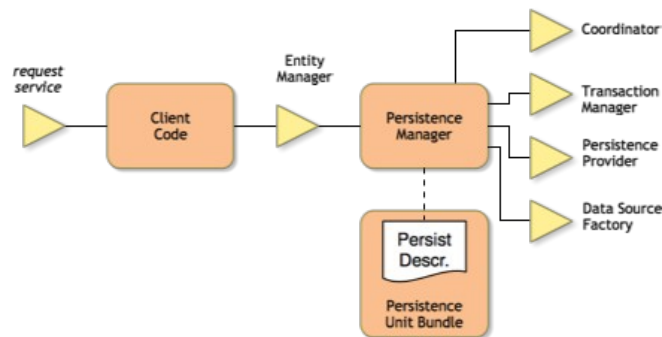 request
service
Client
Code
Entity
Manager
Persistence
Manager
Coordinator
Transaction
Manager
Persistence
Provider
Data Source
Factory
Persist
Descr.
Persistence
Unit Bundle